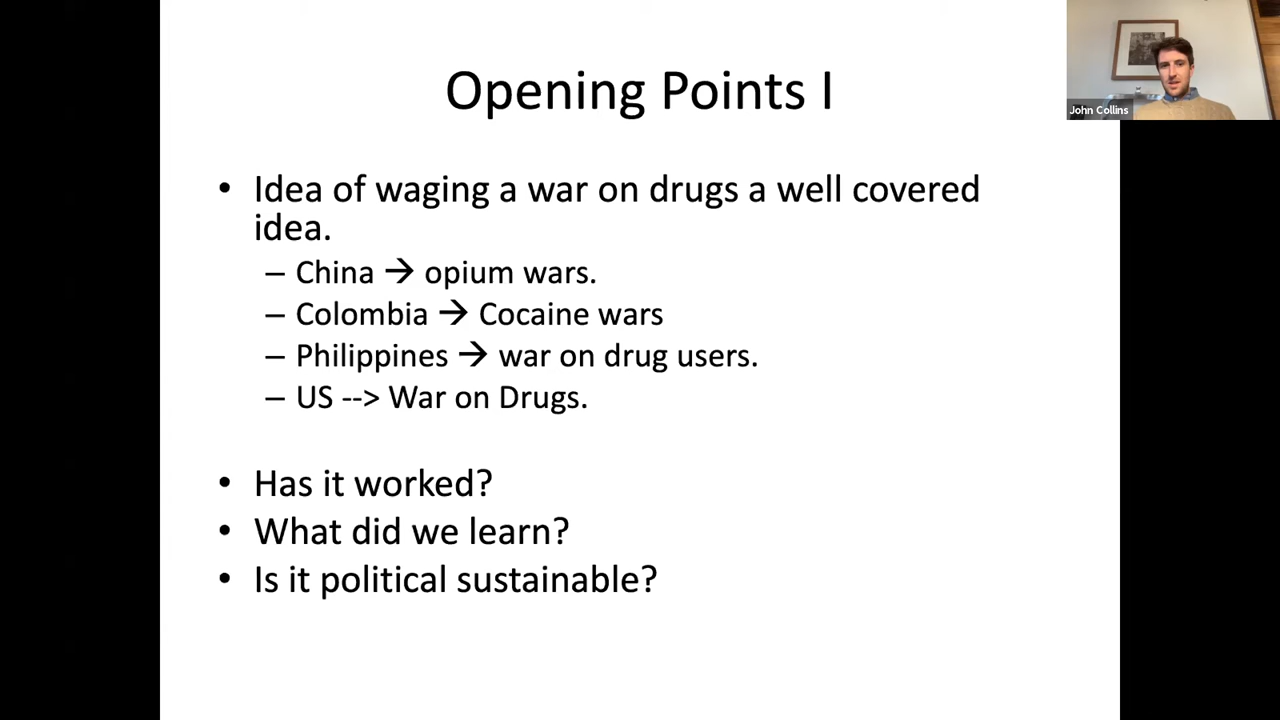 Opening Points I
John Collins
• Idea of waging a war on drugs a well covered
idea.
– China → opium wars.
– Colombia → Cocaine wars
– Philippines → war on drug users.
– US --> War on Drugs.
• Has it worked?
• What did we learn?
• Is it political sustainable?